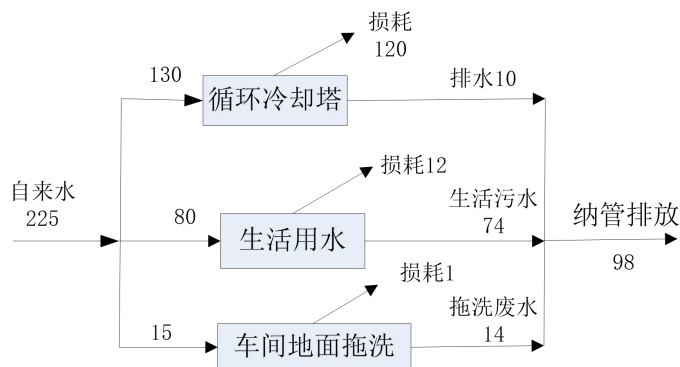 损耗
120
130
循环冷却塔
排水10
自来水
225
80
损耗12
生活用水
生活污水
74
纳管排放
98
15
损耗1
车间地面拖洗
拖洗废水
14